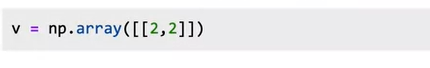 v = np.array([[2,2]])